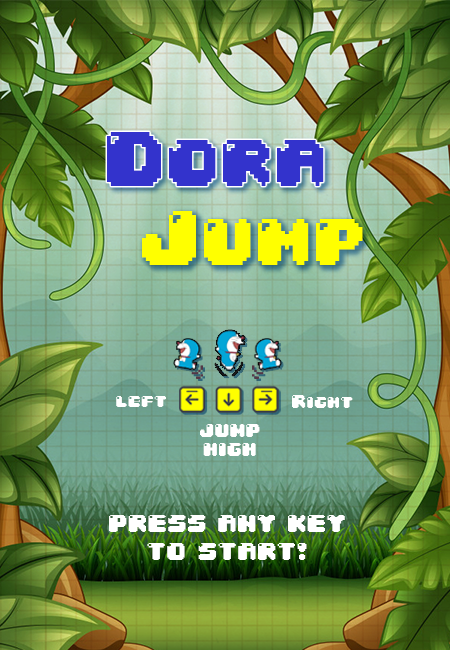 DORA
JUMP
LEFT ← ↓ → RIGHT
JUMP
HIGH
PRESS ANY KEY
TO START!